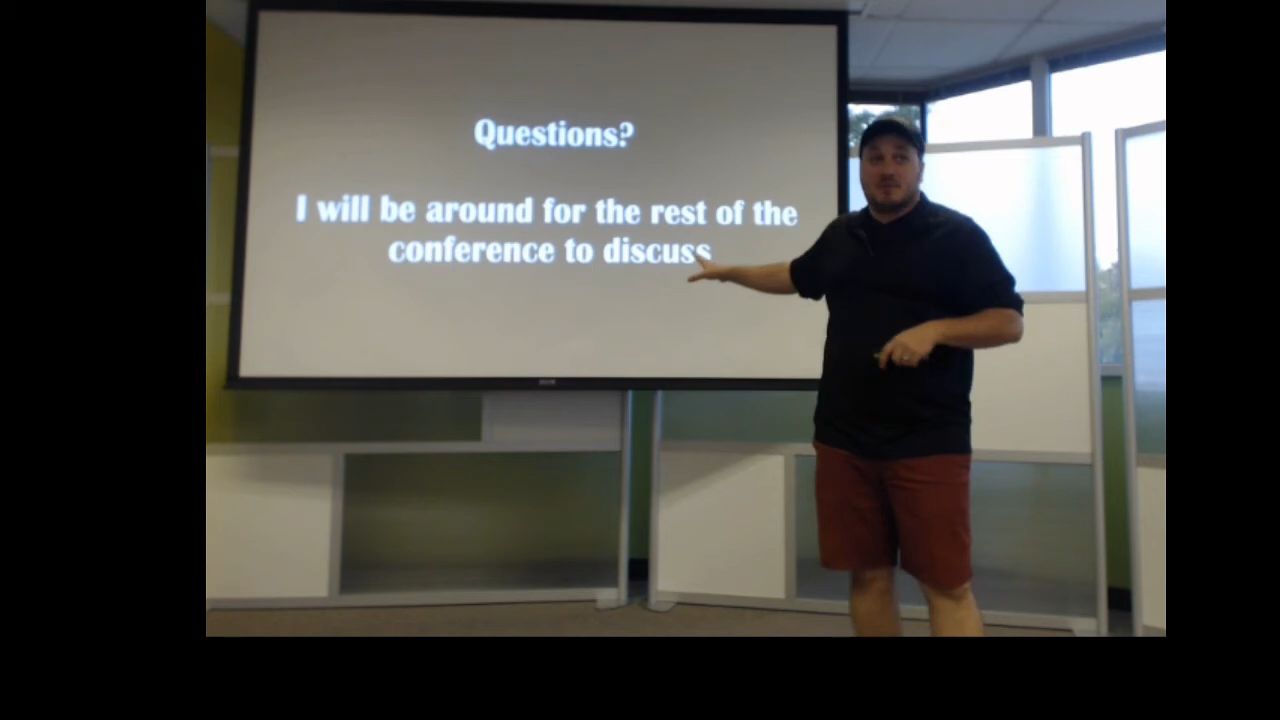 Questions?
I will be around for the rest of the
conference to discuss